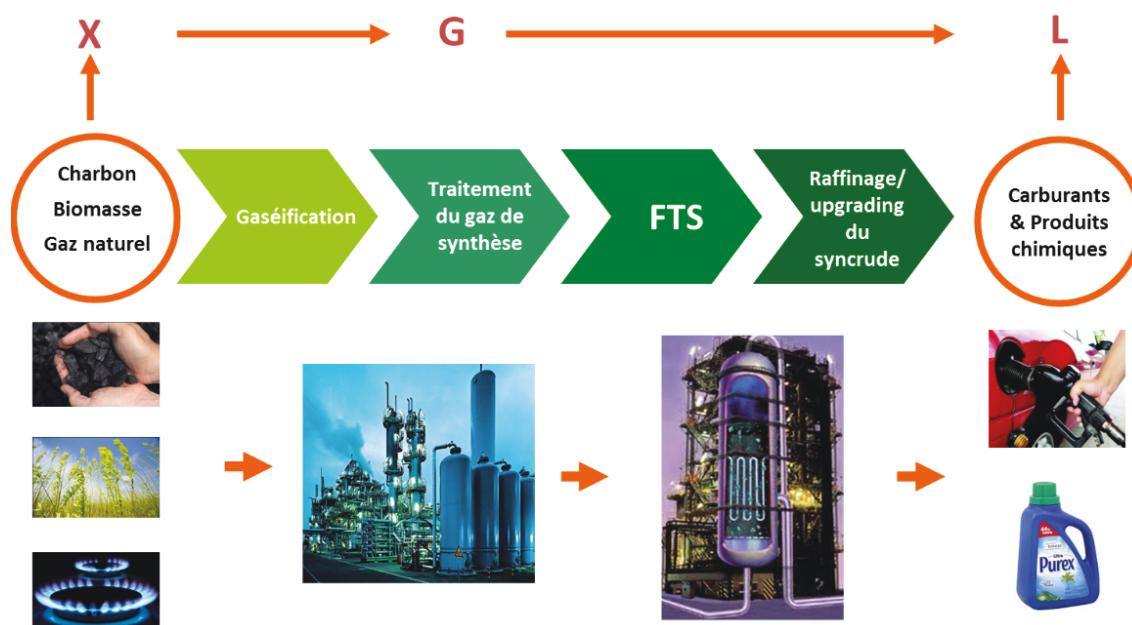 X
G
L
Charbon
Biomasse
Gaz naturel
Gaséification
Traitement
du gaz de
synthèse
FTS
Raffinage/
upgrading
du
syncrude
Carburants
& Produits
chimiques
Ultra
Purex